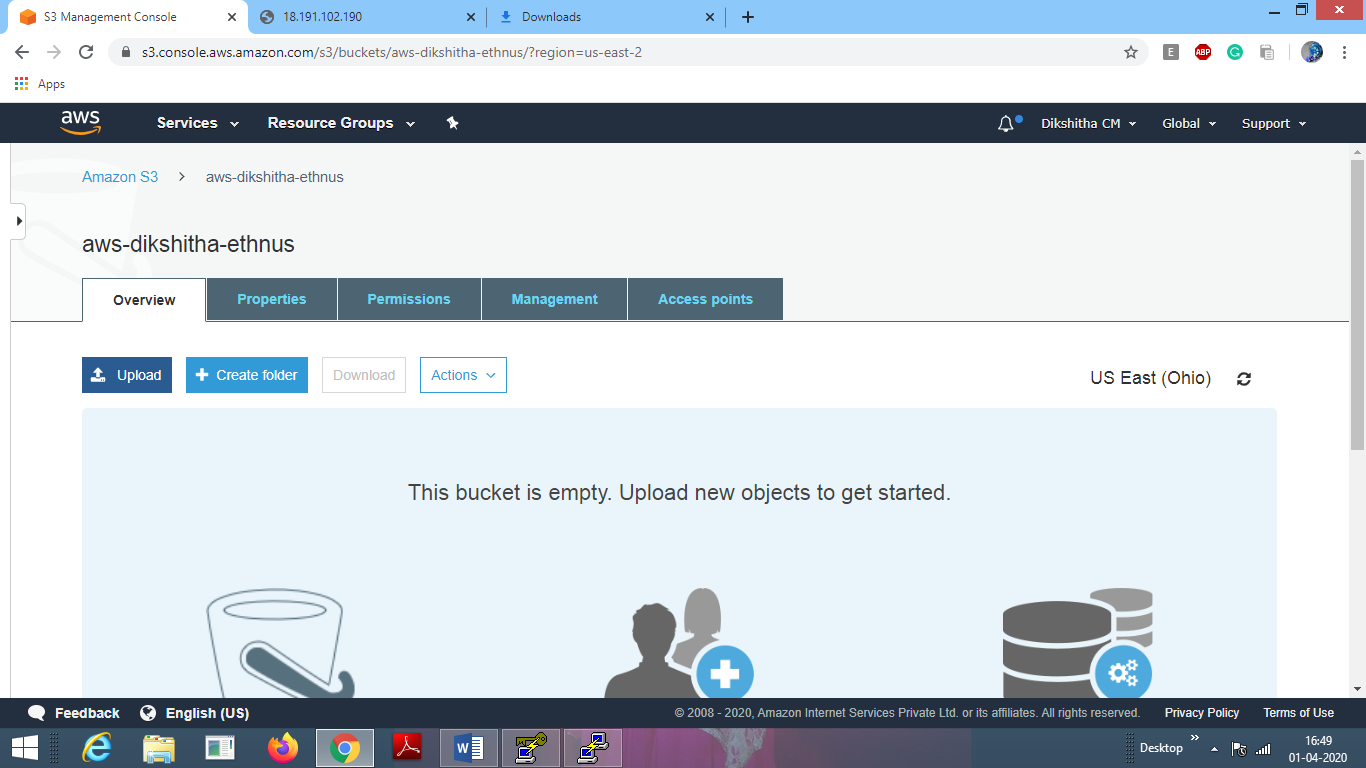 S3 Management Console
18.191.102.190
Downloads
s3.console.aws.amazon.com/s3/buckets/aws-dikshitha-ethnus/?region=us-east-2
E
ABP
G
Apps
aws
Services
Resource Groups
Dikshitha CM
Global
Support
Amazon S3 > aws-dikshitha-ethnus
aws-dikshitha-ethnus
Overview
Properties
Permissions
Management
Access points
Upload
+ Create folder
Download
Actions
US East (Ohio)
This bucket is empty. Upload new objects to get started.
Feedback
English (US)
© 2008 - 2020, Amazon Internet Services Private Ltd. or its affiliates. All rights reserved.
Privacy Policy
Terms of Use
Desktop
16:49
01-04-2020